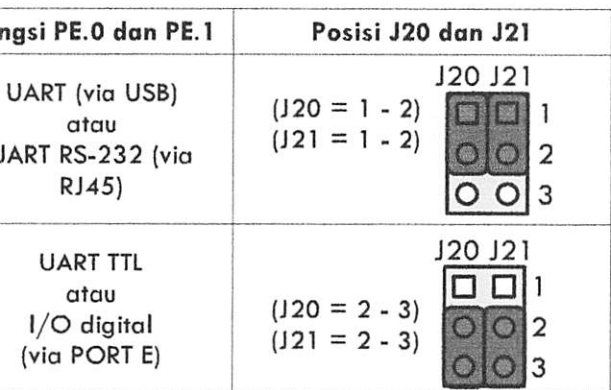 ngsi PE.0 dan PE.1
Posisi J20 dan J21
UART (via USB)
atau
UART RS-232 (via
RJ45)
(J20 = 1 - 2)
(J21 = 1 - 2)
J20 J21
1
2
3
UART TTL
atau
I/O digital
(via PORT E)
(J20 = 2 - 3)
(J21 = 2 - 3)
J20 J21
1
2
3